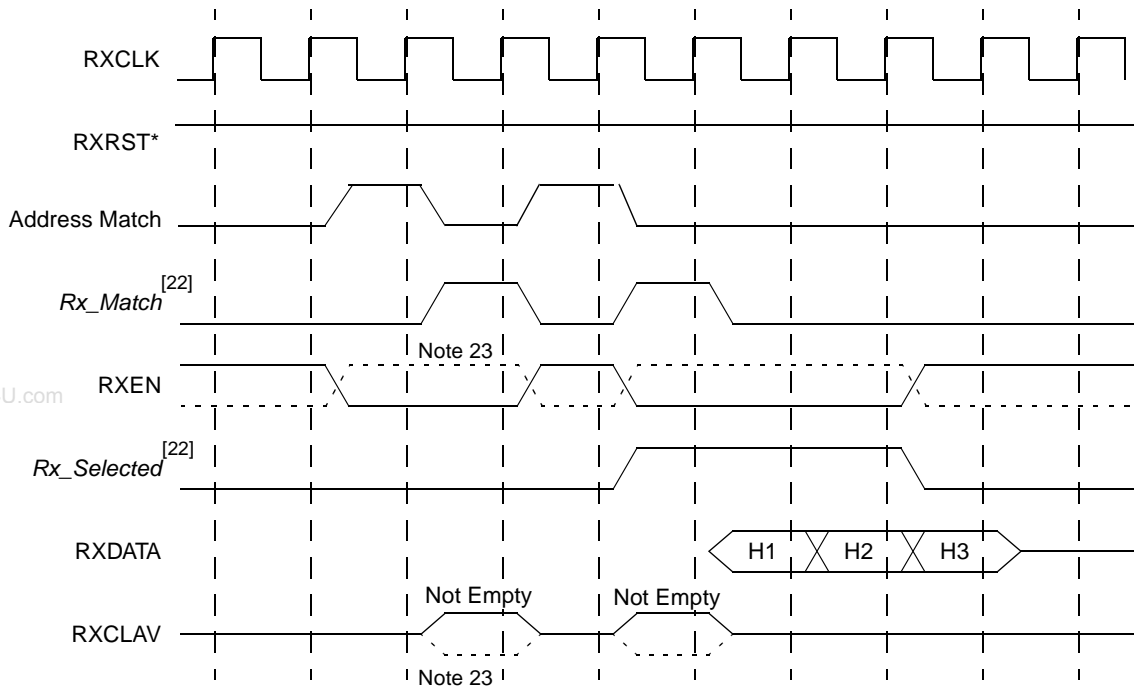 RXCLK
RXRST*
Address Match
Rx_Match[22]
Note 23
RXEN
U.com
Rx_Selected[22]
RXDATA H1 H2 H3
Not Empty Not Empty
RXCLAV
Note 23